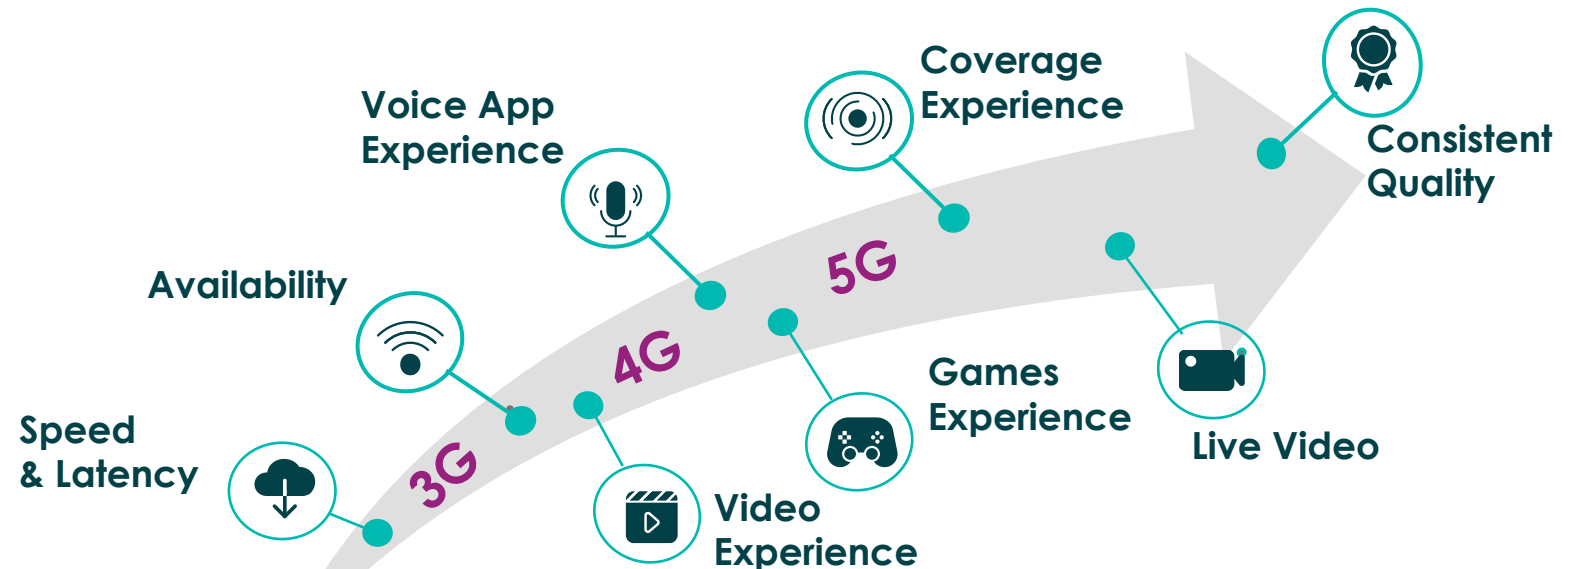 Speed
& Latency
3G
Availability
Video
Experience
4G
Voice App
Experience
Games
Experience
5G
Coverage
Experience
Live Video
Consistent
Quality